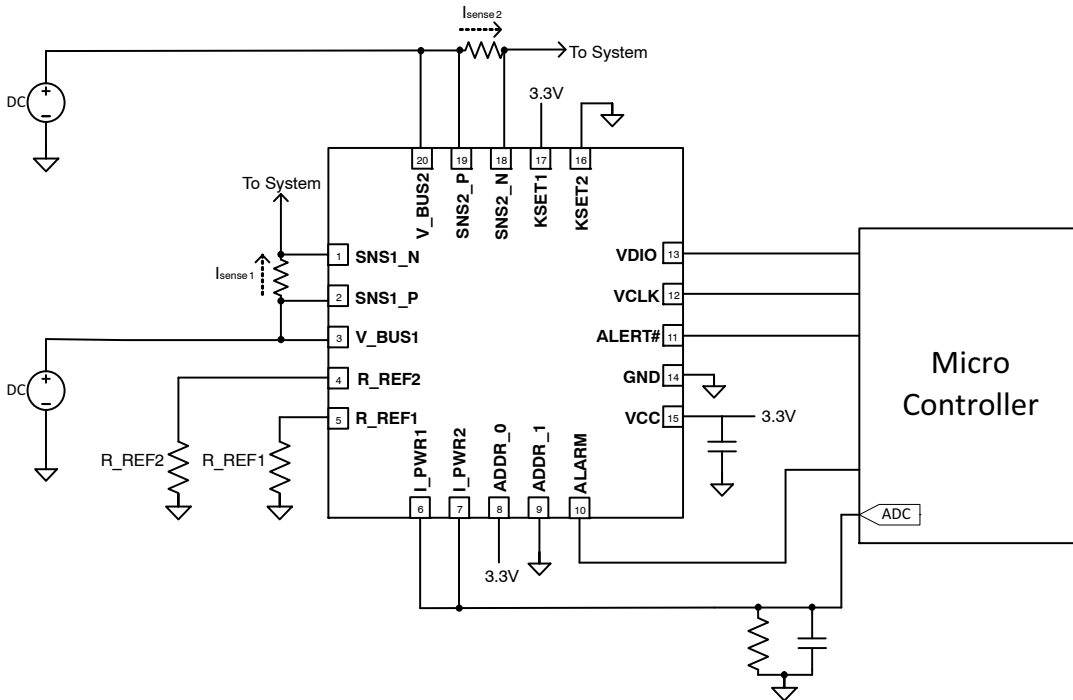 Isense2
To System
DC
+
−
3.3V
20
19
18
17
16
V_BUS2
SNS2_P
SNS2_N
KSET1
KSET2
To System
1
SNS1_N
Isense1
2
SNS1_P
3
V_BUS1
DC
+
−
4
R_REF2
5
R_REF1
R_REF2
R_REF1
VDIO
13
VCLK
12
ALERT#
11
GND
14
VCC
15
3.3V
I_PWR1
I_PWR2
ADDR_0
ADDR_1
ALARM
6
7
8
9
10
3.3V
Micro
Controller
ADC